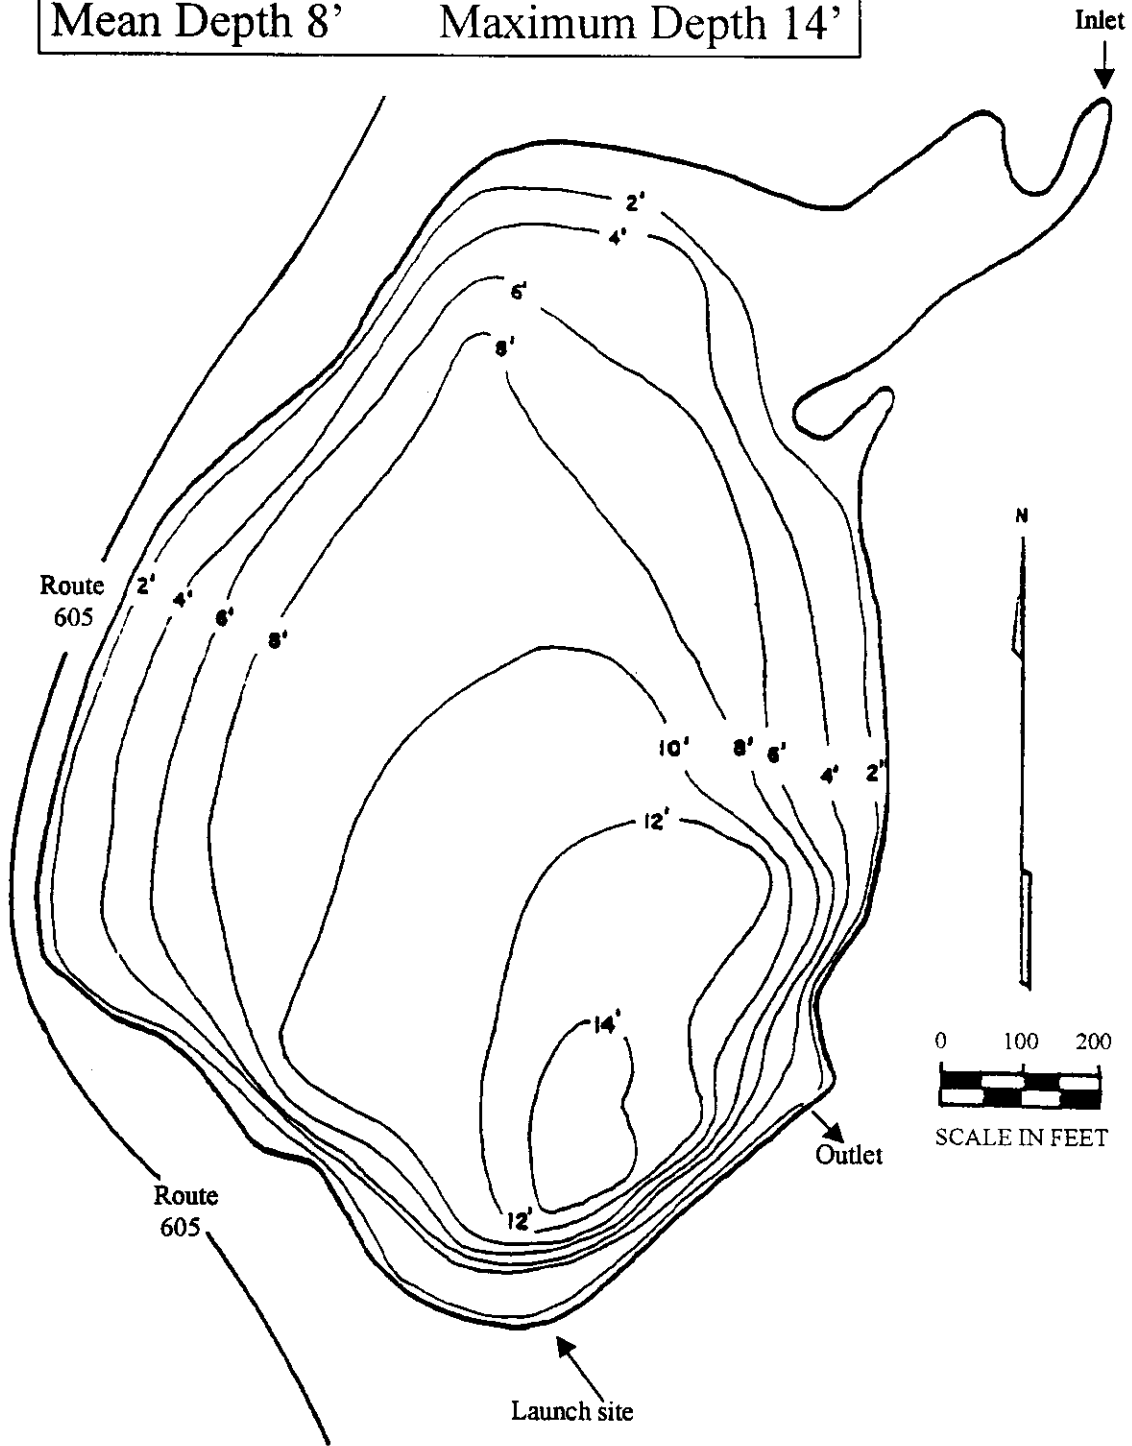 Mean Depth 8' Maximum Depth 14'
Inlet
2'
4'
6'
8'
N
Route
605
2'
4'
6'
8'
10'
8'
6'
4'
2'
12'
14'
0 100 200
SCALE IN FEET
Outlet
Route
605
12'
Launch site